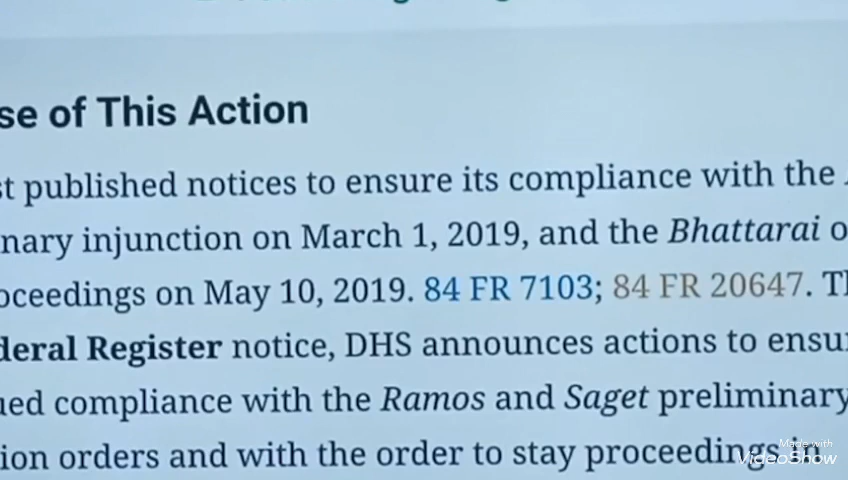 se of This Action
st published notices to ensure its compliance with the
nary injunction on March 1, 2019, and the Bhattarai o
oceedings on May 10, 2019. 84 FR 7103; 84 FR 20647. Th
deral Register notice, DHS announces actions to ensu
ued compliance with the Ramos and Saget preliminary
ion orders and with the order to stay proceedings in
Made with
VideoShow